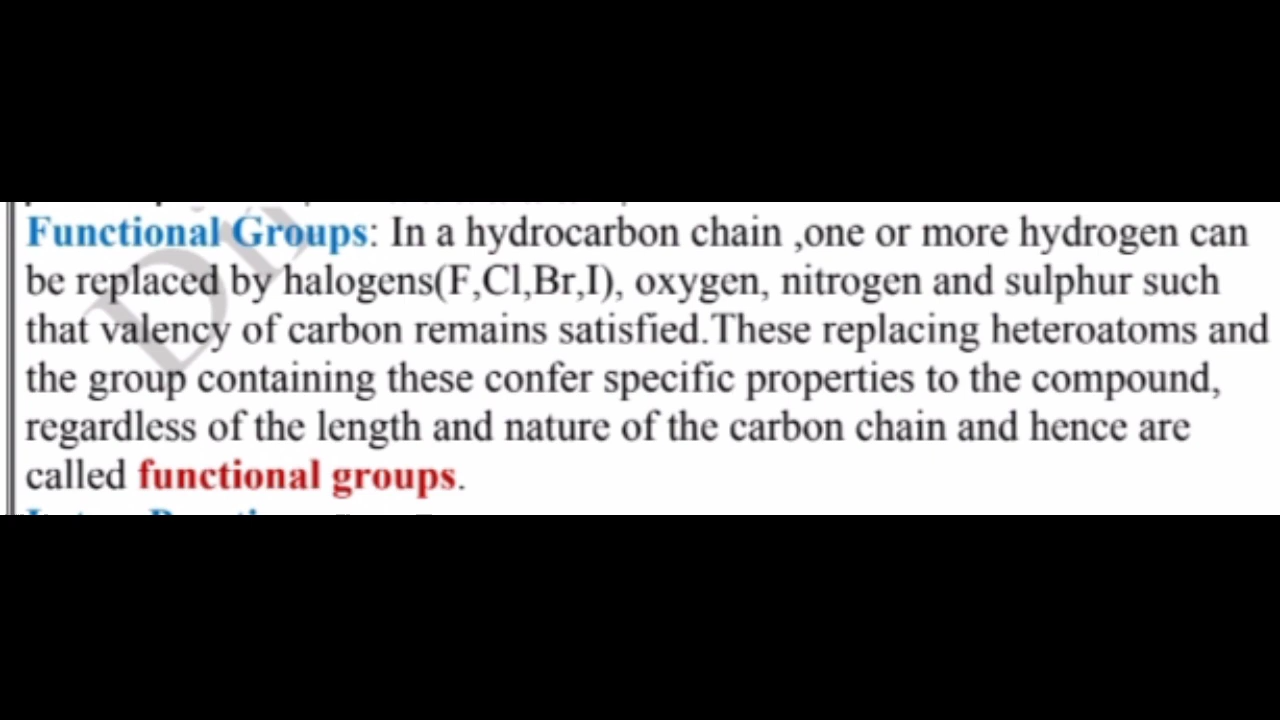 Functional Groups: In a hydrocarbon chain ,one or more hydrogen can
be replaced by halogens(F,Cl,Br,I), oxygen, nitrogen and sulphur such
that valency of carbon remains satisfied.These replacing heteroatoms and
the group containing these confer specific properties to the compound,
regardless of the length and nature of the carbon chain and hence are
called functional groups.